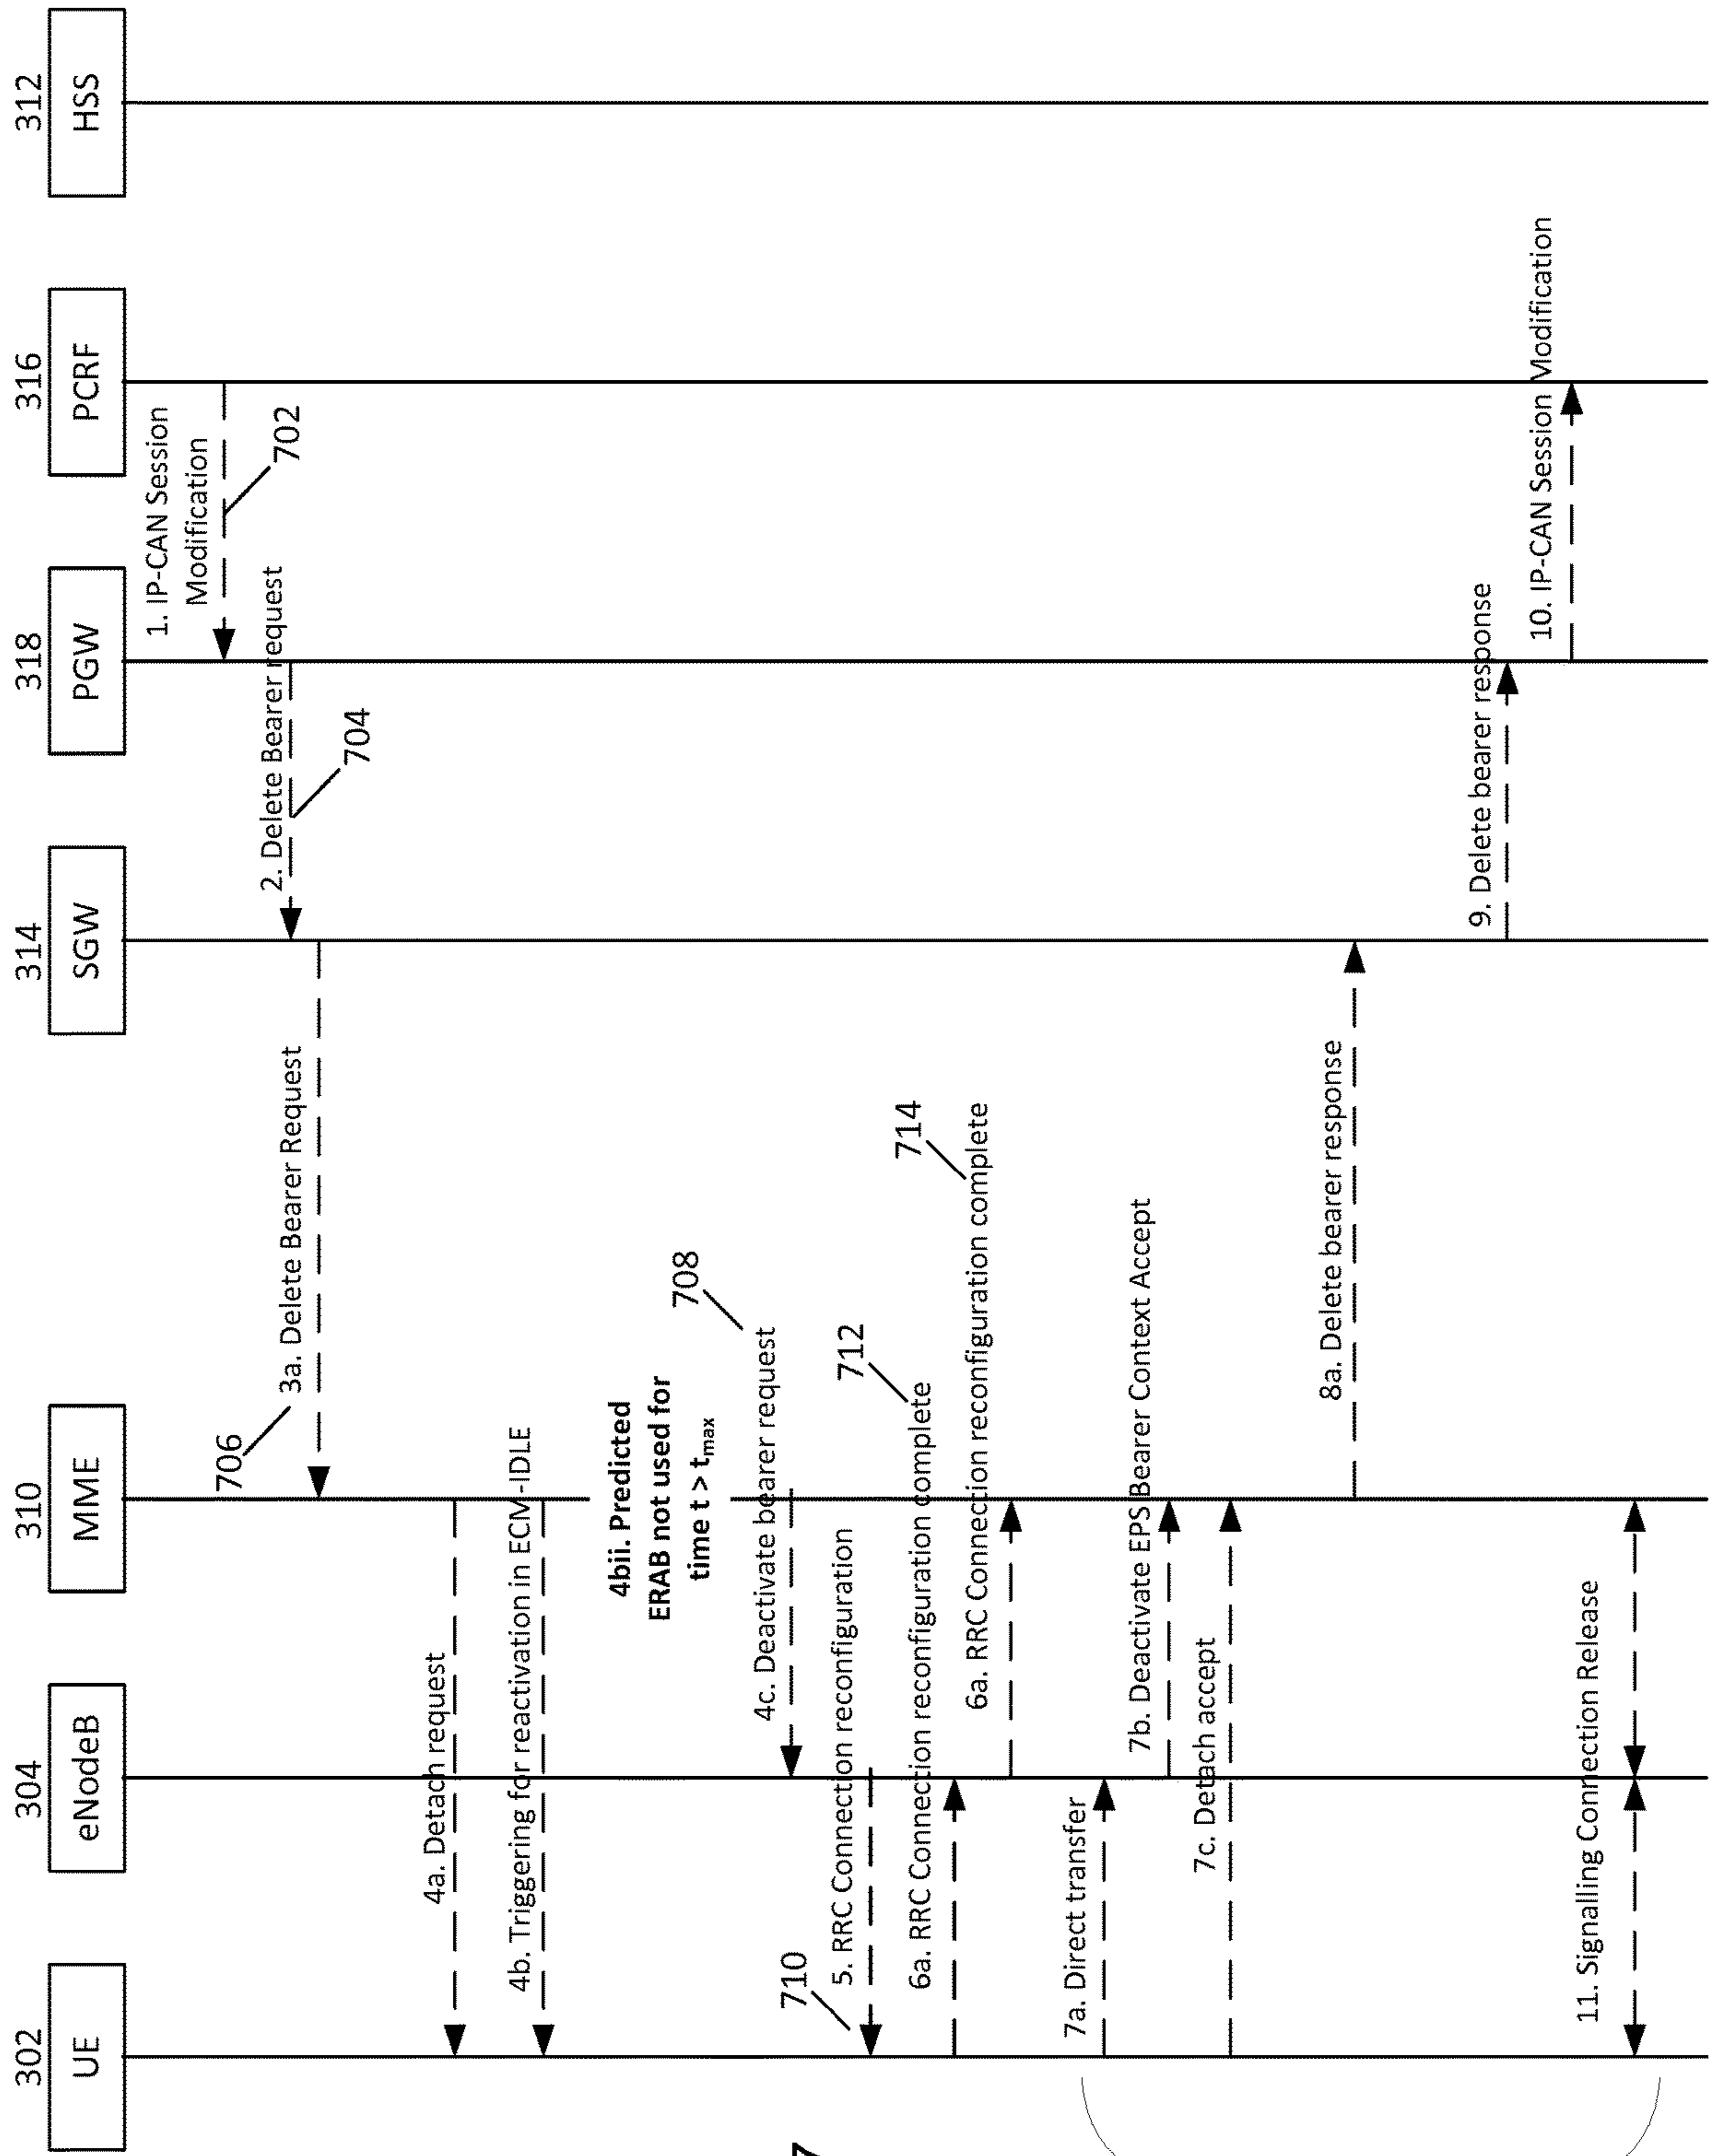 302
UE
304
eNodeB
310
MME
314
SGW
318
PGW
316
PCRF
312
HSS
1. IP-CAN Session
Modification
702
2. Delete Bearer request
704
706
3a. Delete Bearer Request
4a. Detach request
4b. Triggering for reactivation in ECM-IDLE
4bii. Predicted
ERAB not used for
time t > tmax
708
4c. Deactivate bearer request
710
5. RRC Connection reconfiguration
712
6a. RRC Connection reconfiguration complete
714
6a. RRC Connection reconfiguration complete
7a. Direct transfer
7b. Deactivate EPS Bearer Context Accept
7c. Detach accept
8a. Delete bearer response
9. Delete bearer response
10. IP-CAN Session Modification
11. Signalling Connection Release
7